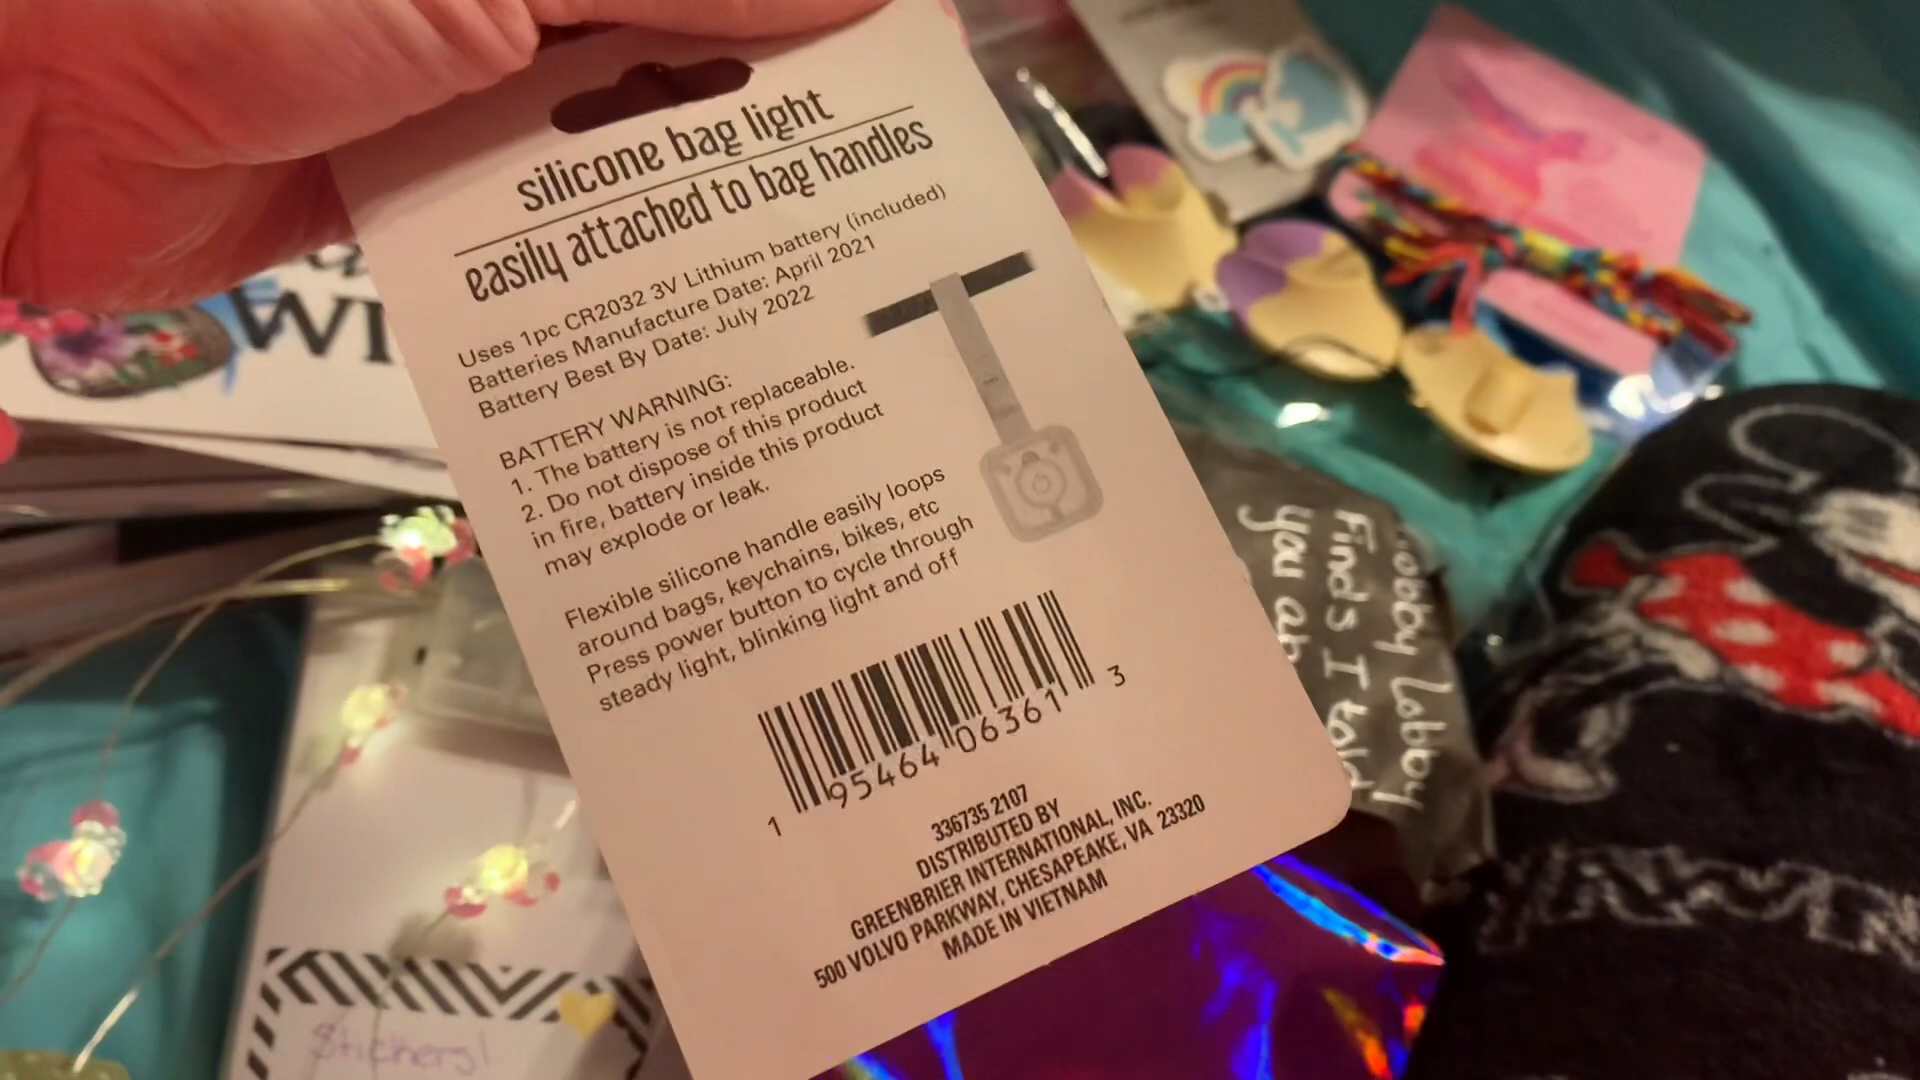 silicone bag light
easily attached to bag handles
Uses 1pc CR2032 3V Lithium battery (included)
Batteries Manufacture Date: April 2021
Battery Best By Date: July 2022
BATTERY WARNING:
1. The battery is not replaceable.
2. Do not dispose of this product
in fire, battery inside this product
may explode or leak.
Flexible silicone handle easily loops
around bags, keychains, bikes, etc
Press power button to cycle through
steady light, blinking light and off
1 95464 06361 3
336735 2107
DISTRIBUTED BY
GREENBRIER INTERNATIONAL, INC.
500 VOLVO PARKWAY, CHESAPEAKE, VA 23320
MADE IN VIETNAM
Lobby
Finds I told
you
Stickers!